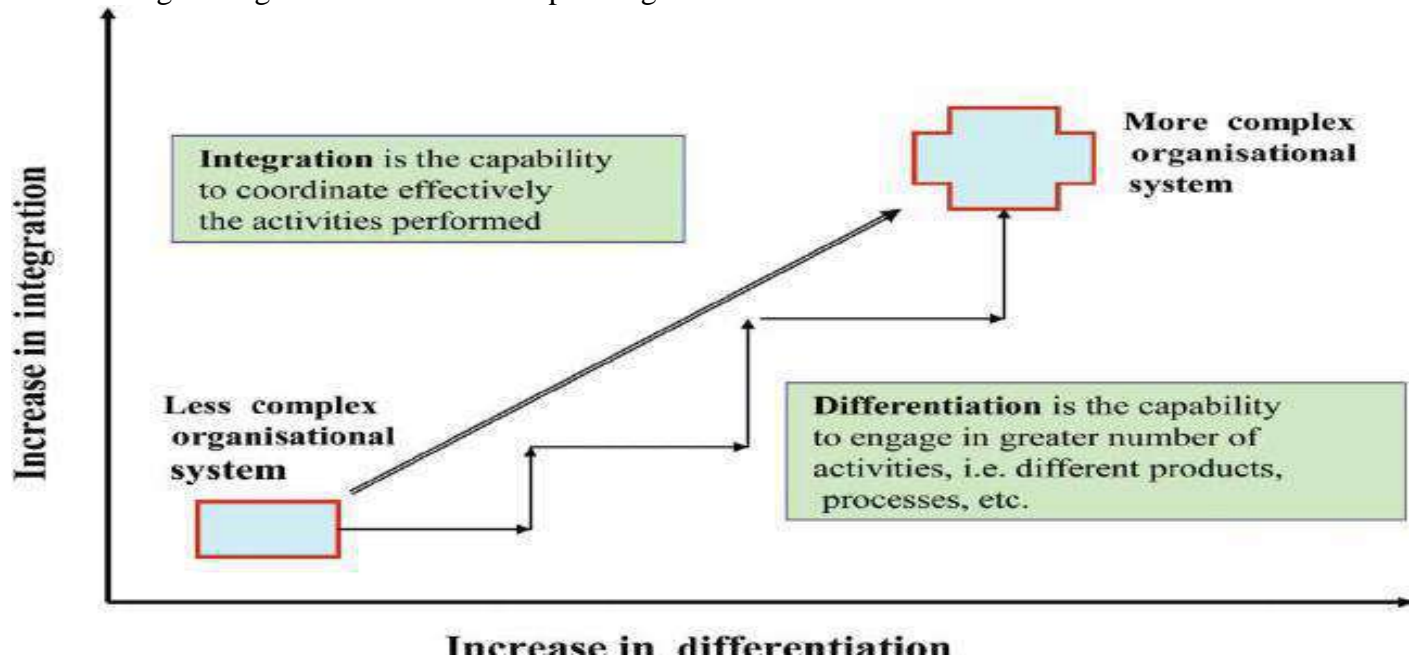 Increase in integration
Integration is the capability
to coordinate effectively
the activities performed
More complex
organisational
system
Less complex
organisational
system
Differentiation is the capability
to engage in greater number of
activities, i.e. different products,
processes, etc.
Increase in differentiation